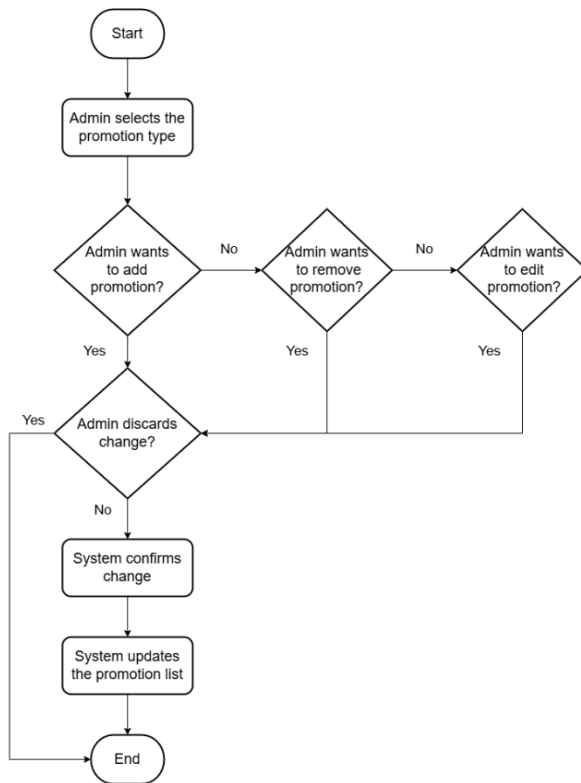 Start
Admin selects the
promotion type
Admin wants
to add
promotion?
No
Admin wants
to remove
promotion?
No
Admin wants
to edit
promotion?
Yes
Yes
Yes
Yes
Admin discards
change?
No
System confirms
change
System updates
the promotion list
End